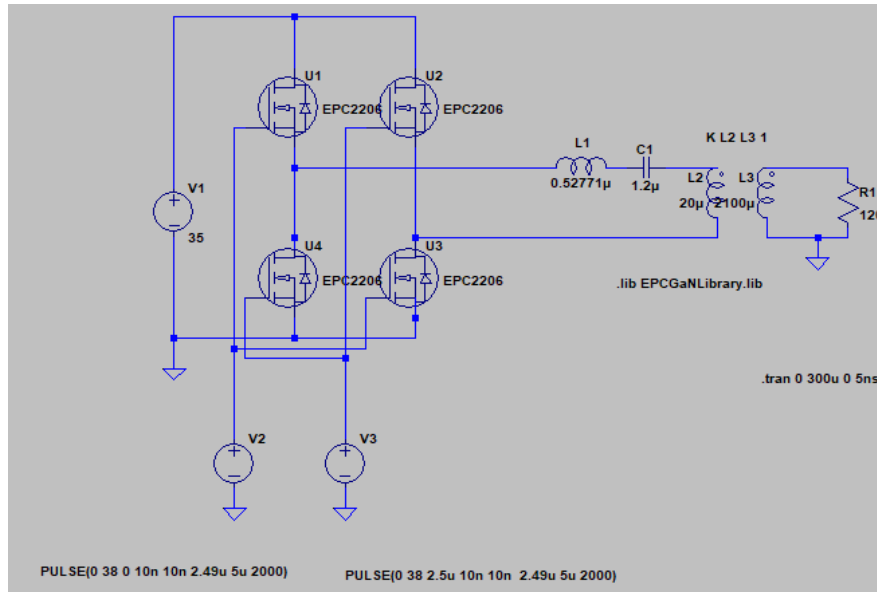 U1
U2
EPC2206
EPC2206
K L2 L3 1
L1
C1
V1
L2
L3
R1
0.52771µ
1.2µ
20µ
2100µ
35
U4
U3
EPC2206
EPC2206
.lib EPCGaNLibrary.lib
.tran 0 300u 0 5ns
V2
V3
PULSE(0 38 0 10n 10n 2.49u 5u 2000)
PULSE(0 38 2.5u 10n 10n 2.49u 5u 2000)